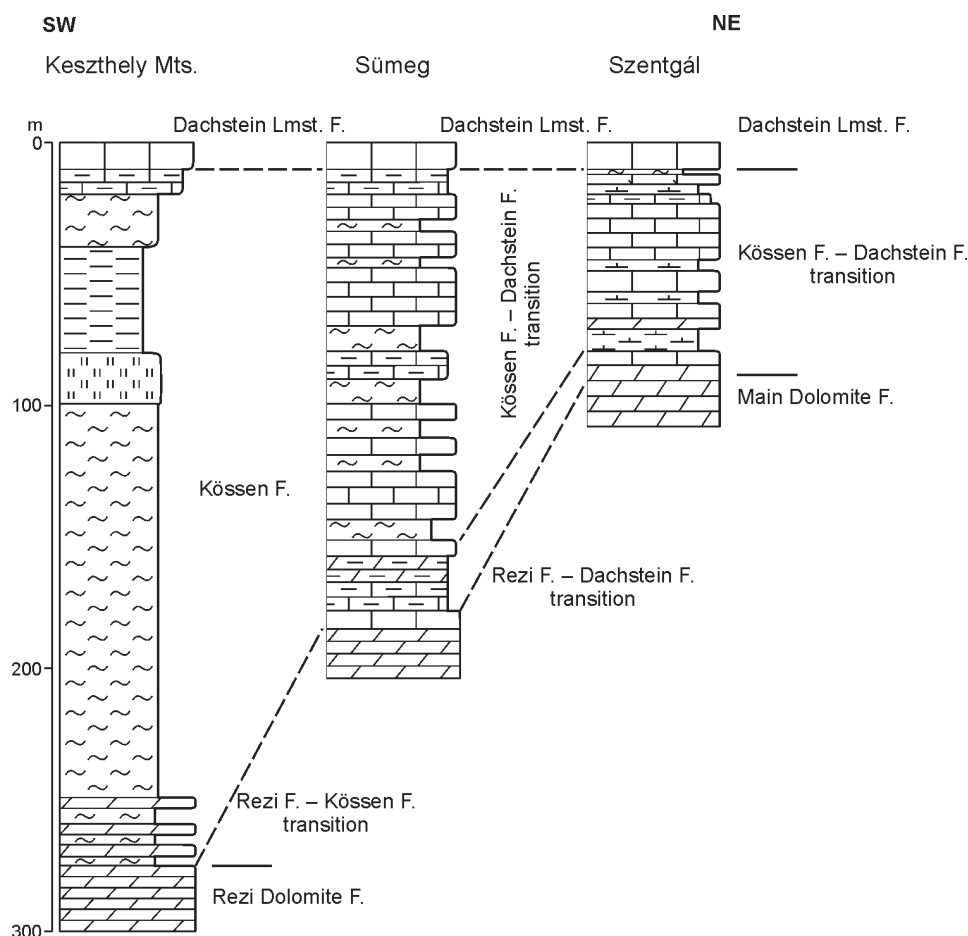 SW
NE
Keszthely Mts.
Sümeg
Szentgál
m
Dachstein Lmst. F.
Dachstein Lmst. F.
Dachstein Lmst. F.
0
Kössen F. – Dachstein F.
transition
Kössen F. – Dachstein F.
transition
Main Dolomite F.
100
Kössen F.
Rezi F. – Dachstein F.
transition
200
Rezi F. – Kössen F.
transition
Rezi Dolomite F.
300